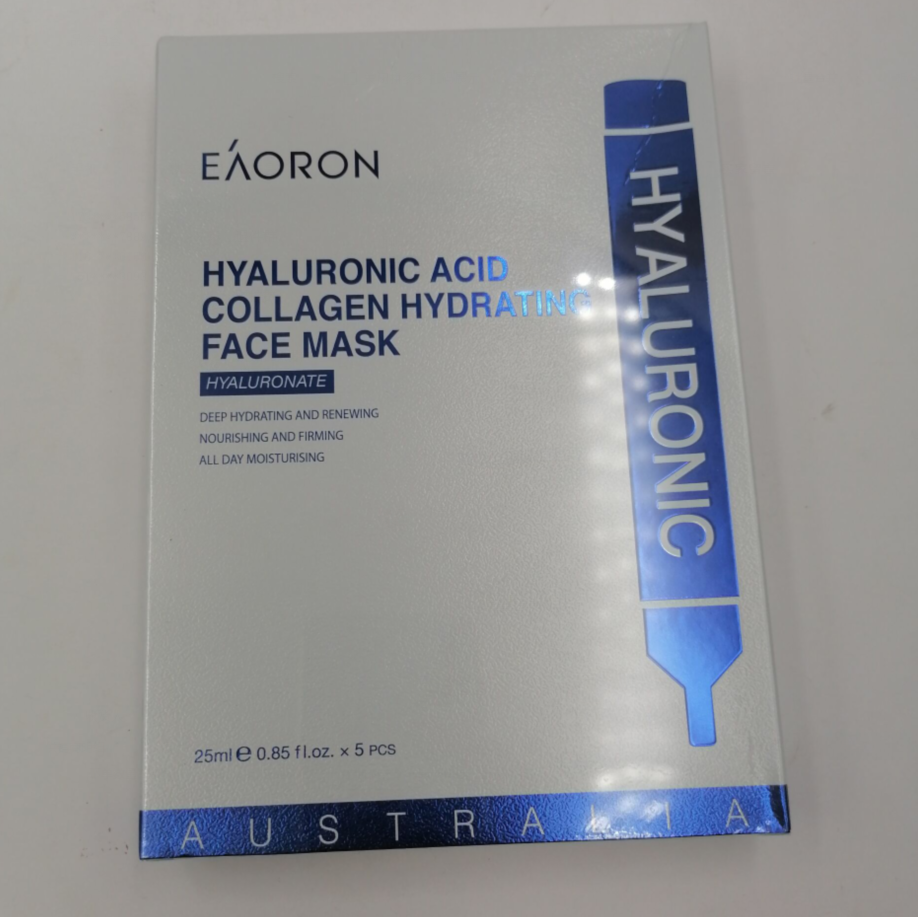 EÁORON
HYALURONIC ACID
COLLAGEN HYDRATING
FACE MASK
HYALURONATE
DEEP HYDRATING AND RENEWING
NOURISHING AND FIRMING
ALL DAY MOISTURISING
HYALURONIC
25ml ℮ 0.85 fl.oz. × 5 PCS
AUSTRALIA